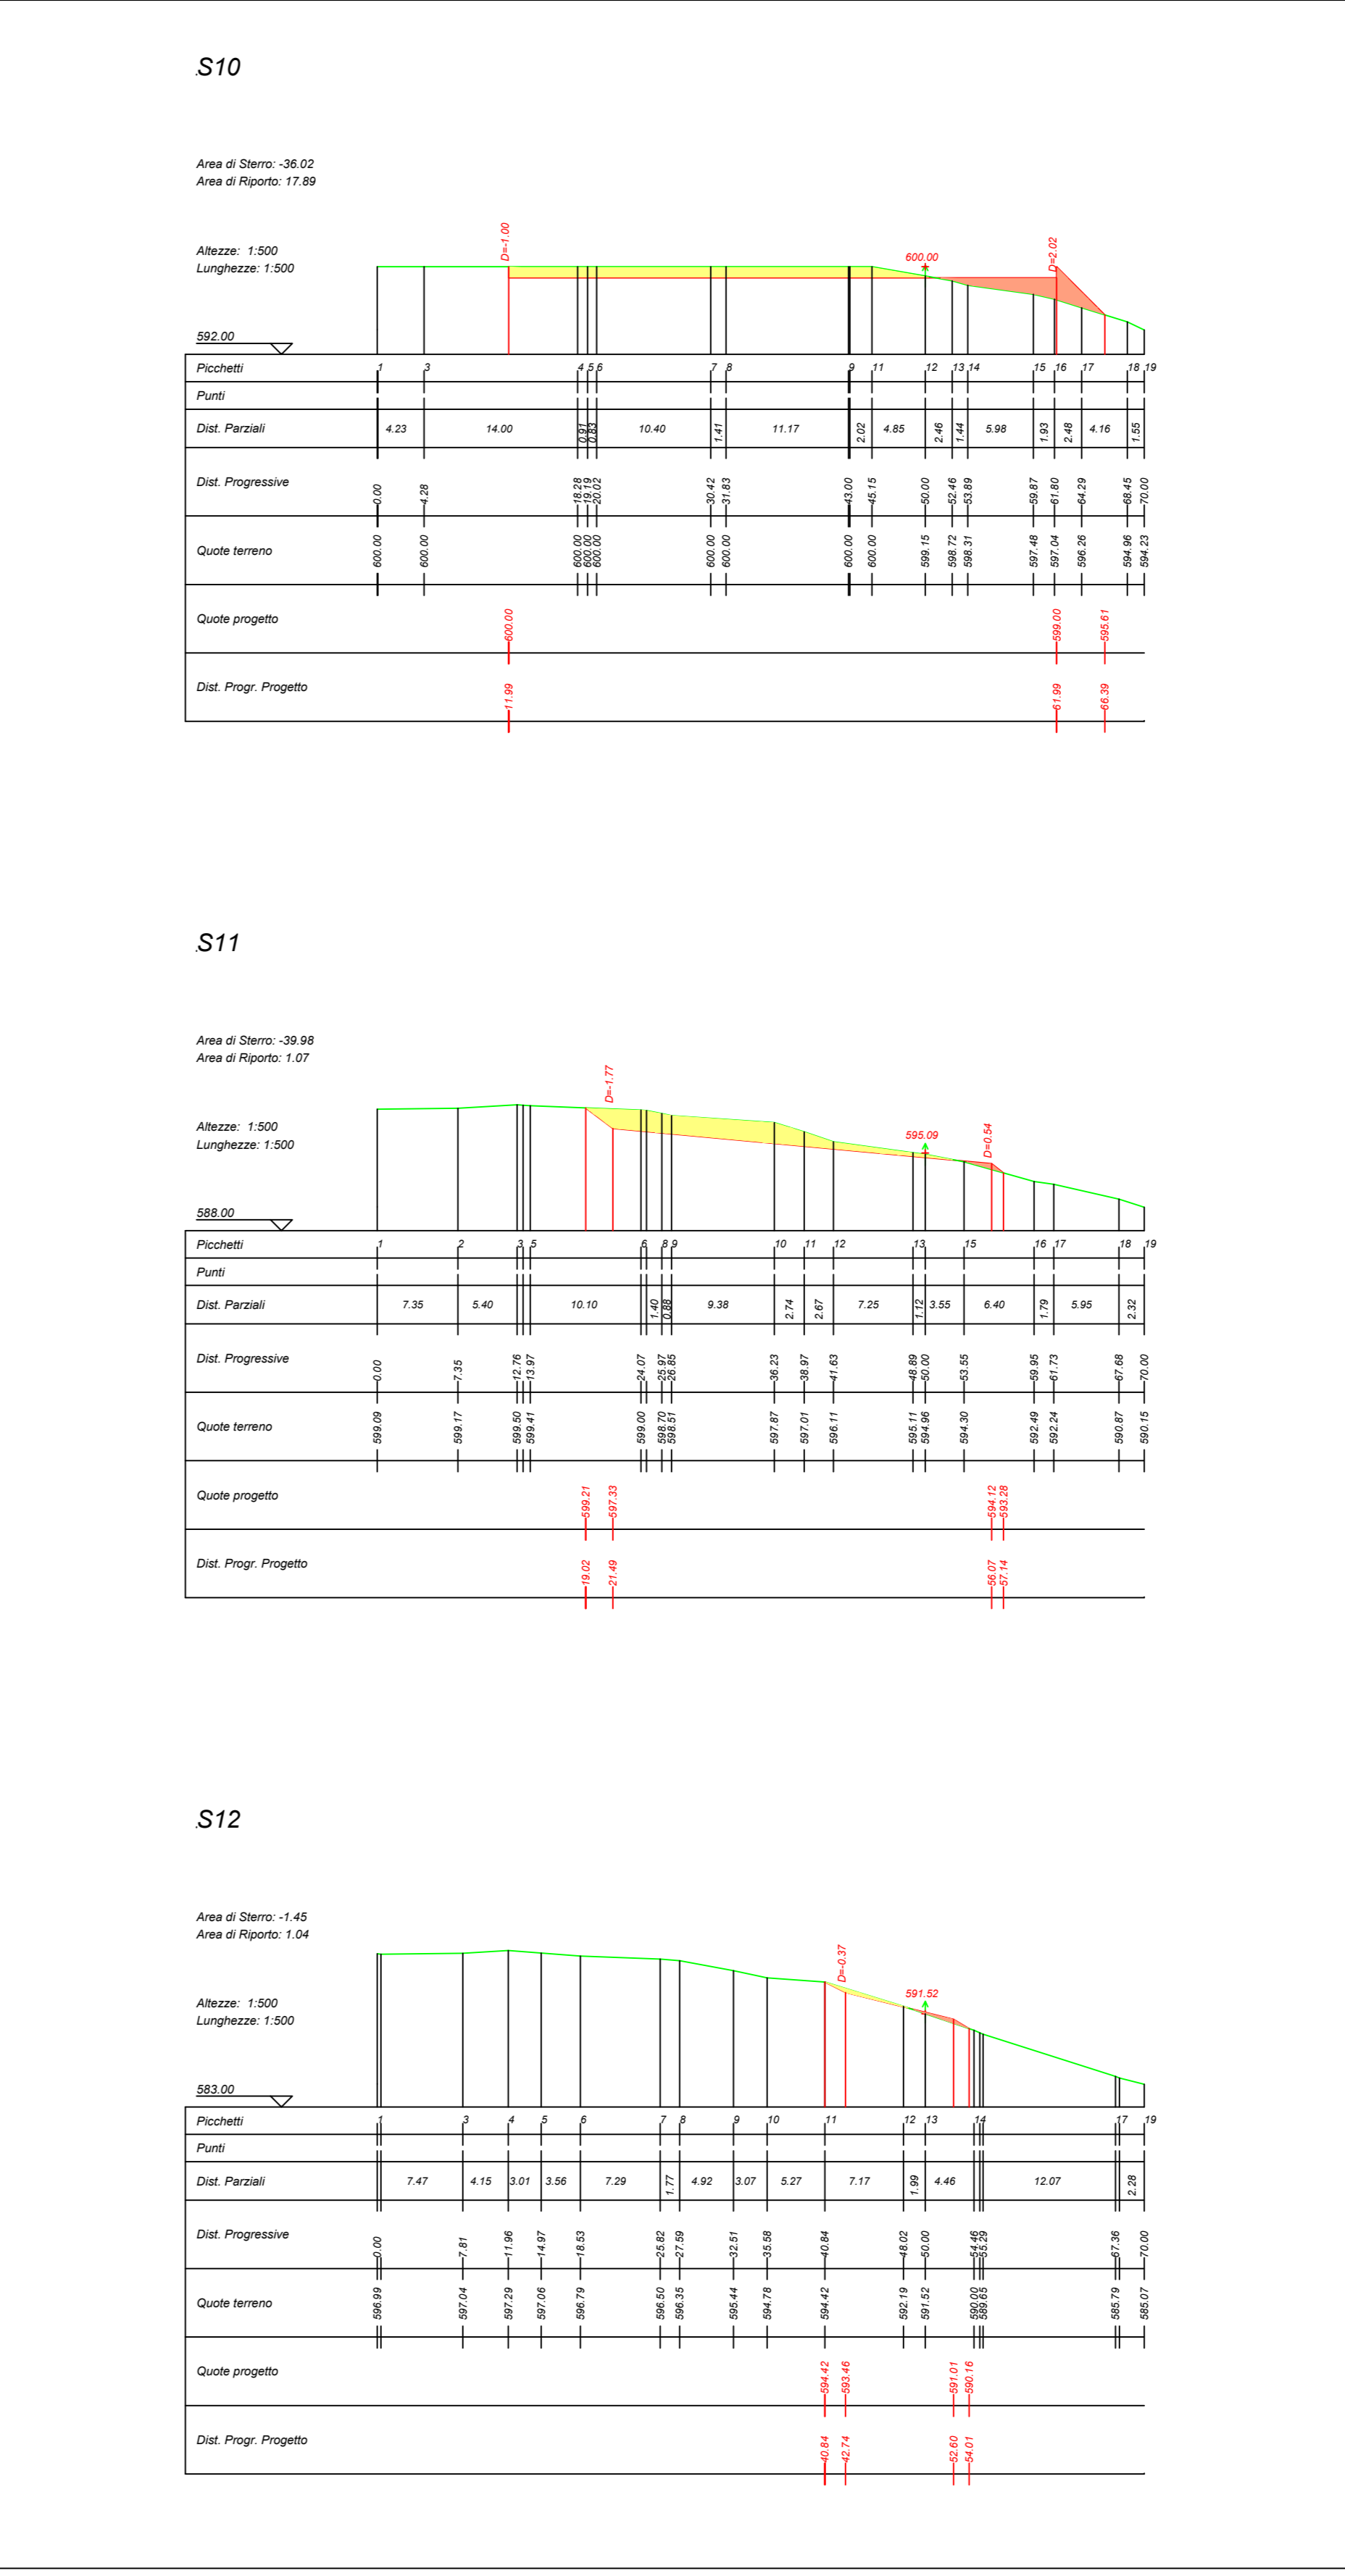 S10
Area di Sterro: -36.02
Area di Riporto: 17.89
Altezze: 1:500
Lunghezze: 1:500
D=-1.00
600.00
D=2.02
592.00
Picchetti 1 3 4 5 6 7 8 9 11 12 13 14 15 16 17 18 19
Punti
Dist. Parziali 4.23 14.00 0.91 0.83 10.40 1.41 11.17 2.02 4.85 2.46 1.44 5.98 1.93 2.48 4.16 1.55
Dist. Progressive 0.00 4.28 18.28 19.19 20.02 30.42 31.83 43.00 45.15 50.00 52.46 53.89 59.87 61.80 64.29 68.45 70.00
Quote terreno 600.00 600.00 600.00 600.00 600.00 600.00 600.00 600.00 600.00 599.15 598.72 598.31 597.48 597.04 596.26 594.96 594.23
Quote progetto 600.00 599.00 595.61
Dist. Progr. Progetto 11.99 61.99 66.39
S11
Area di Sterro: -39.98
Area di Riporto: 1.07
Altezze: 1:500
Lunghezze: 1:500
D=-1.77
595.09
D=0.54
588.00
Picchetti 1 2 3 5 6 8 9 10 11 12 13 15 16 17 18 19
Punti
Dist. Parziali 7.35 5.40 10.10 1.40 0.88 9.38 2.74 2.67 7.25 1.12 3.55 6.40 1.79 5.95 2.32
Dist. Progressive 0.00 7.35 12.76 13.97 24.07 25.97 26.85 36.23 38.97 41.63 48.89 50.00 53.55 59.95 61.73 67.68 70.00
Quote terreno 599.09 599.17 599.50 599.41 599.00 598.70 598.51 597.87 597.01 596.11 595.11 594.96 594.30 592.49 592.24 590.87 590.15
Quote progetto 599.21 597.33 594.12 593.28
Dist. Progr. Progetto 19.02 21.49 56.07 57.14
S12
Area di Sterro: -1.45
Area di Riporto: 1.04
Altezze: 1:500
Lunghezze: 1:500
D=-0.37
591.52
583.00
Picchetti 1 3 4 5 6 7 8 9 10 11 12 13 14 17 19
Punti
Dist. Parziali 7.47 4.15 3.01 3.56 7.29 1.77 4.92 3.07 5.27 7.17 1.99 4.46 12.07 2.28
Dist. Progressive 0.00 7.81 11.96 14.97 18.53 25.82 27.59 32.51 35.58 40.84 48.02 50.00 54.46 55.29 67.36 70.00
Quote terreno 596.99 597.04 597.29 597.06 596.79 596.50 596.35 595.44 594.78 594.42 592.19 591.52 590.00 589.65 585.79 585.07
Quote progetto 594.42 593.46 591.01 590.16
Dist. Progr. Progetto 40.84 42.74 52.60 54.01